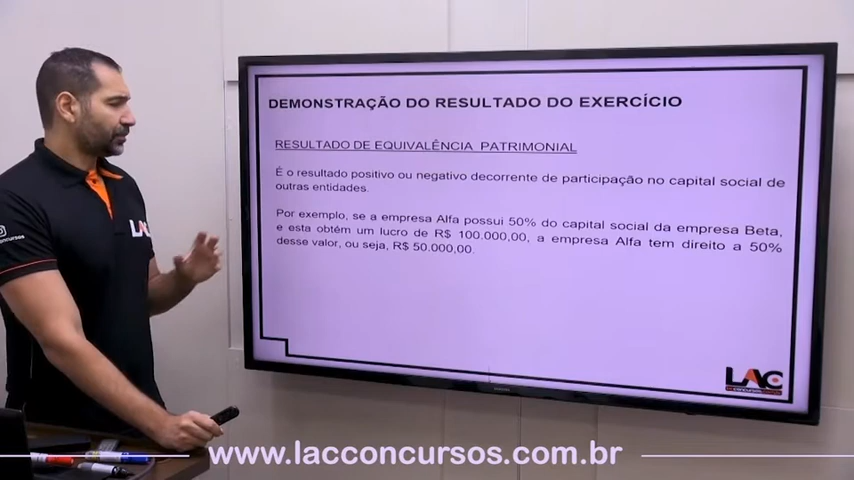 DEMONSTRAÇÃO DO RESULTADO DO EXERCÍCIO
RESULTADO DE EQUIVALÊNCIA PATRIMONIAL
É o resultado positivo ou negativo decorrente de participação no capital social de
outras entidades.
Por exemplo, se a empresa Alfa possui 50% do capital social da empresa Beta,
e esta obtém um lucro de R$ 100.000,00, a empresa Alfa tem direito a 50%
desse valor, ou seja, R$ 50.000,00.
LAC
LAC
www.lacconcursos.com.br